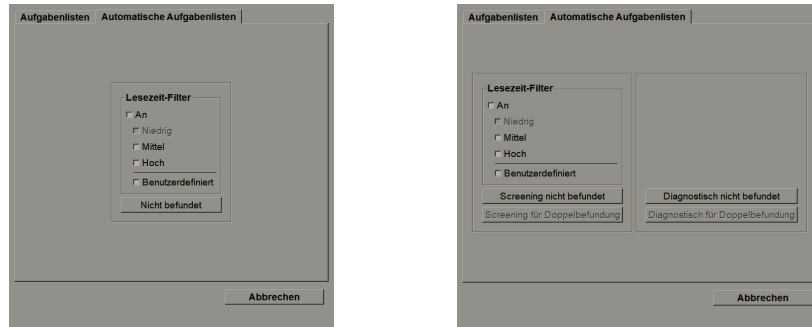 Aufgabenlisten Automatische Aufgabenlisten
Lesezeit-Filter
An
Niedrig
Mittel
Hoch
Benutzerdefiniert
Nicht befundet
Abbrechen
Aufgabenlisten Automatische Aufgabenlisten
Lesezeit-Filter
An
Niedrig
Mittel
Hoch
Benutzerdefiniert
Screening nicht befundet Diagnostisch nicht befundet
Screening für Doppelbefundung Diagnostisch für Doppelbefundung
Abbrechen